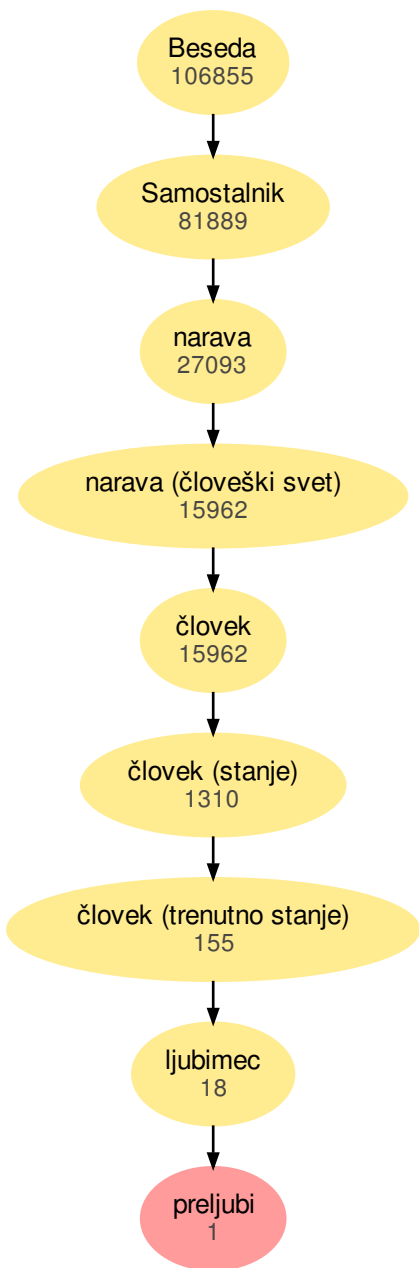 Beseda
106855
Samostalnik
81889
narava
27093
narava (človeški svet)
15962
človek
15962
človek (stanje)
1310
človek (trenutno stanje)
155
ljubimec
18
preljubi
1